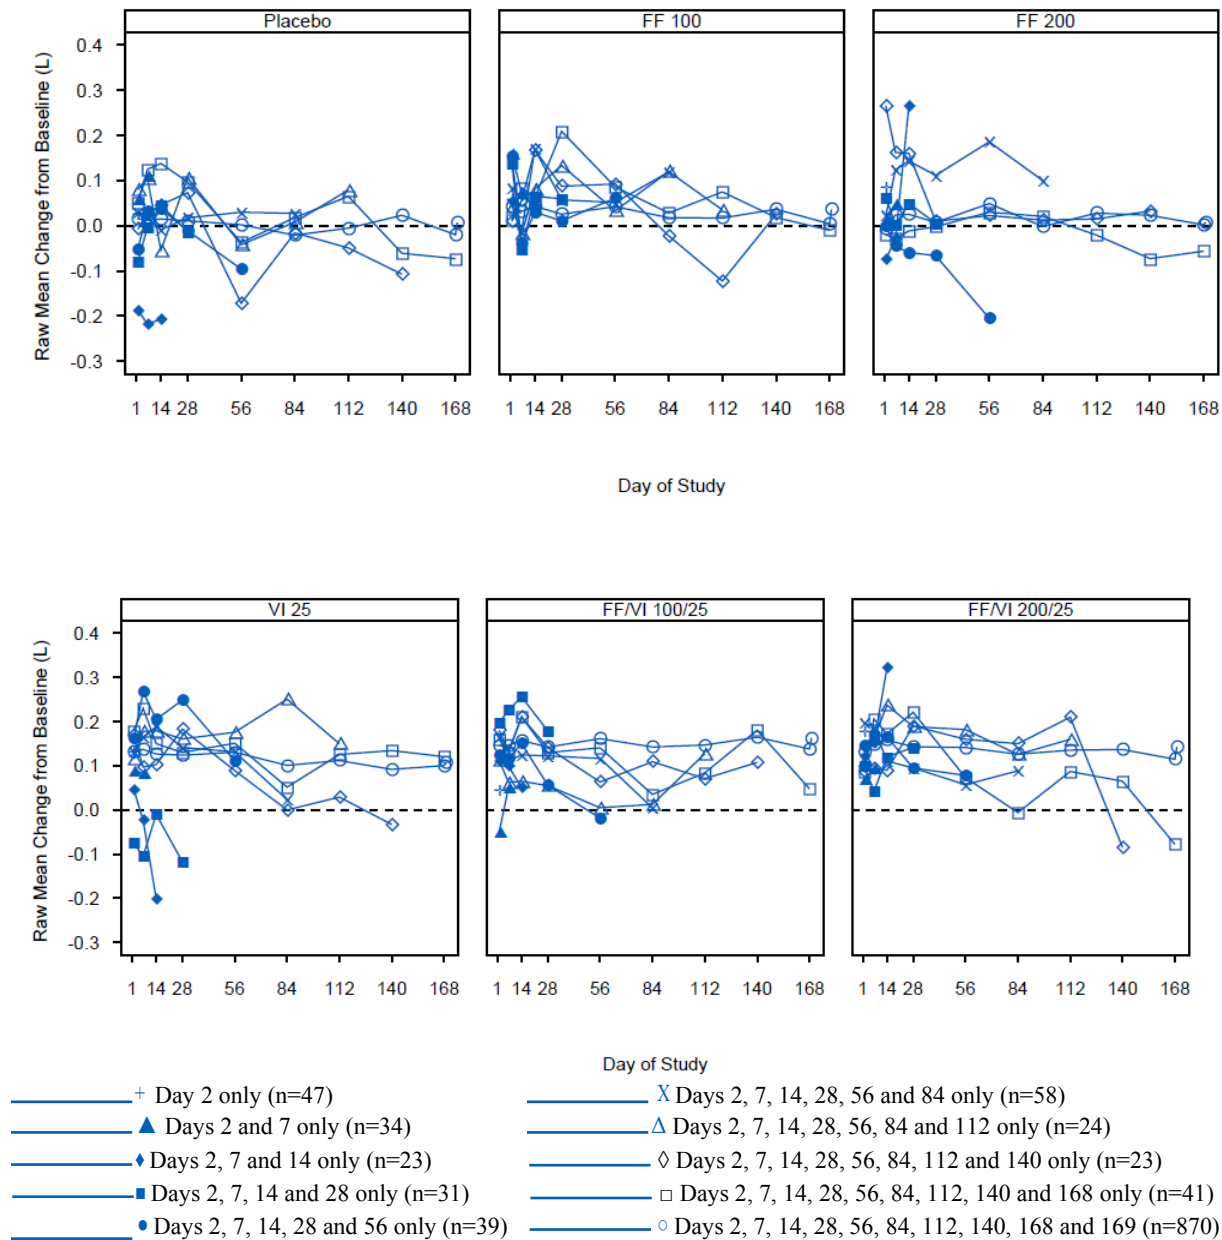 Placebo FF 100 FF 200
Raw Mean Change from Baseline (L)
0.4
0.3
0.2
0.1
0.0
-0.1
-0.2
-0.3
1 14 28 56 84 112 140 168 1 14 28 56 84 112 140 168 1 14 28 56 84 112 140 168
Day of Study
VI 25 FF/VI 100/25 FF/VI 200/25
Raw Mean Change from Baseline (L)
0.4
0.3
0.2
0.1
0.0
-0.1
-0.2
-0.3
1 14 28 56 84 112 140 168 1 14 28 56 84 112 140 168 1 14 28 56 84 112 140 168
Day of Study
Day 2 only (n=47)
Days 2 and 7 only (n=34)
Days 2, 7 and 14 only (n=23)
Days 2, 7, 14 and 28 only (n=31)
Days 2, 7, 14, 28 and 56 only (n=39)
Days 2, 7, 14, 28, 56 and 84 only (n=58)
Days 2, 7, 14, 28, 56, 84 and 112 only (n=24)
Days 2, 7, 14, 28, 56, 84, 112 and 140 only (n=23)
Days 2, 7, 14, 28, 56, 84, 112, 140 and 168 only (n=41)
Days 2, 7, 14, 28, 56, 84, 112, 140, 168 and 169 (n=870)